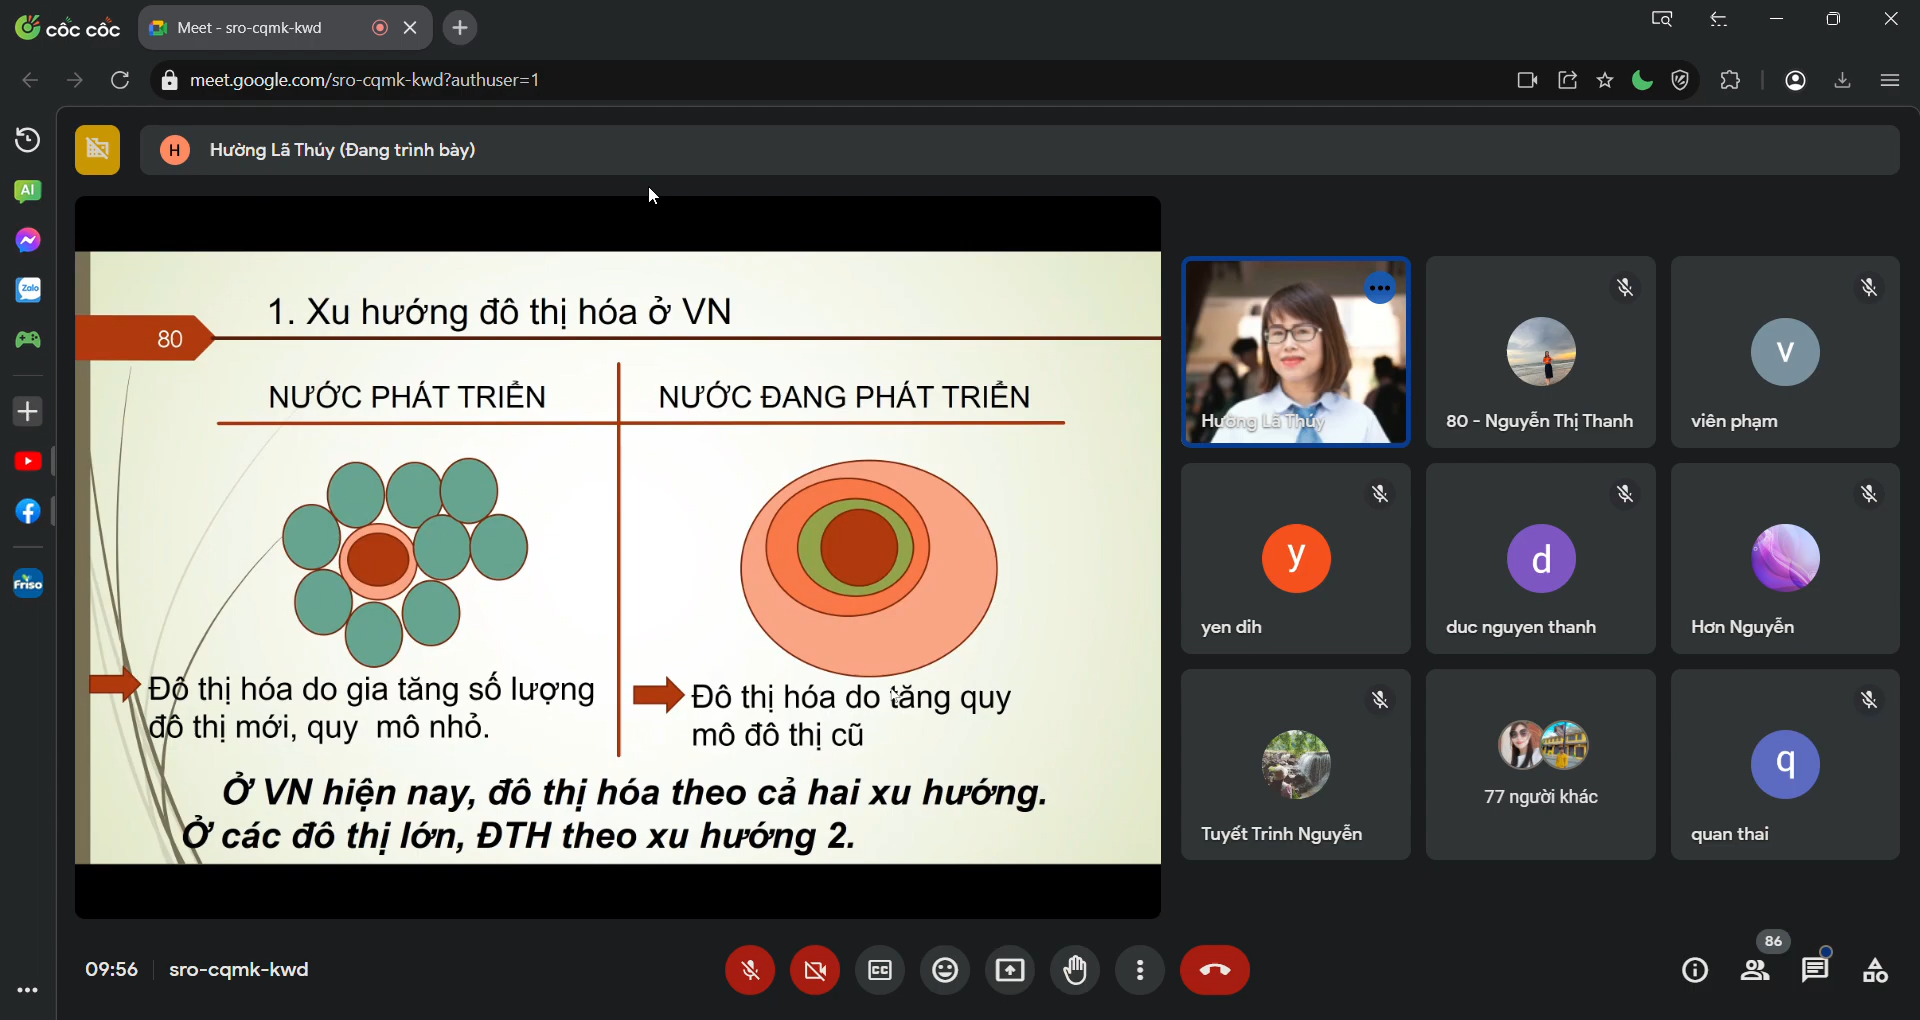 cốc cốc
Meet - sro-cqmk-kwd
meet.google.com/sro-cqmk-kwd?authuser=1
AI
H
Hường Lã Thúy (Đang trình bày)
Zalo
Friso
1. Xu hướng đô thị hóa ở VN
80
NƯỚC PHÁT TRIỂN
NƯỚC ĐANG PHÁT TRIỂN
Đô thị hóa do gia tăng số lượng
đô thị mới, quy mô nhỏ.
Đô thị hóa do tăng quy
mô đô thị cũ
Ở VN hiện nay, đô thị hóa theo cả hai xu hướng.
Ở các đô thị lớn, ĐTH theo xu hướng 2.
Hường Lã Thúy
80 - Nguyễn Thị Thanh
v
viên phạm
y
yen dih
d
duc nguyen thanh
Hơn Nguyễn
Tuyết Trinh Nguyễn
77 người khác
q
quan thai
09:56
sro-cqmk-kwd
CC
86